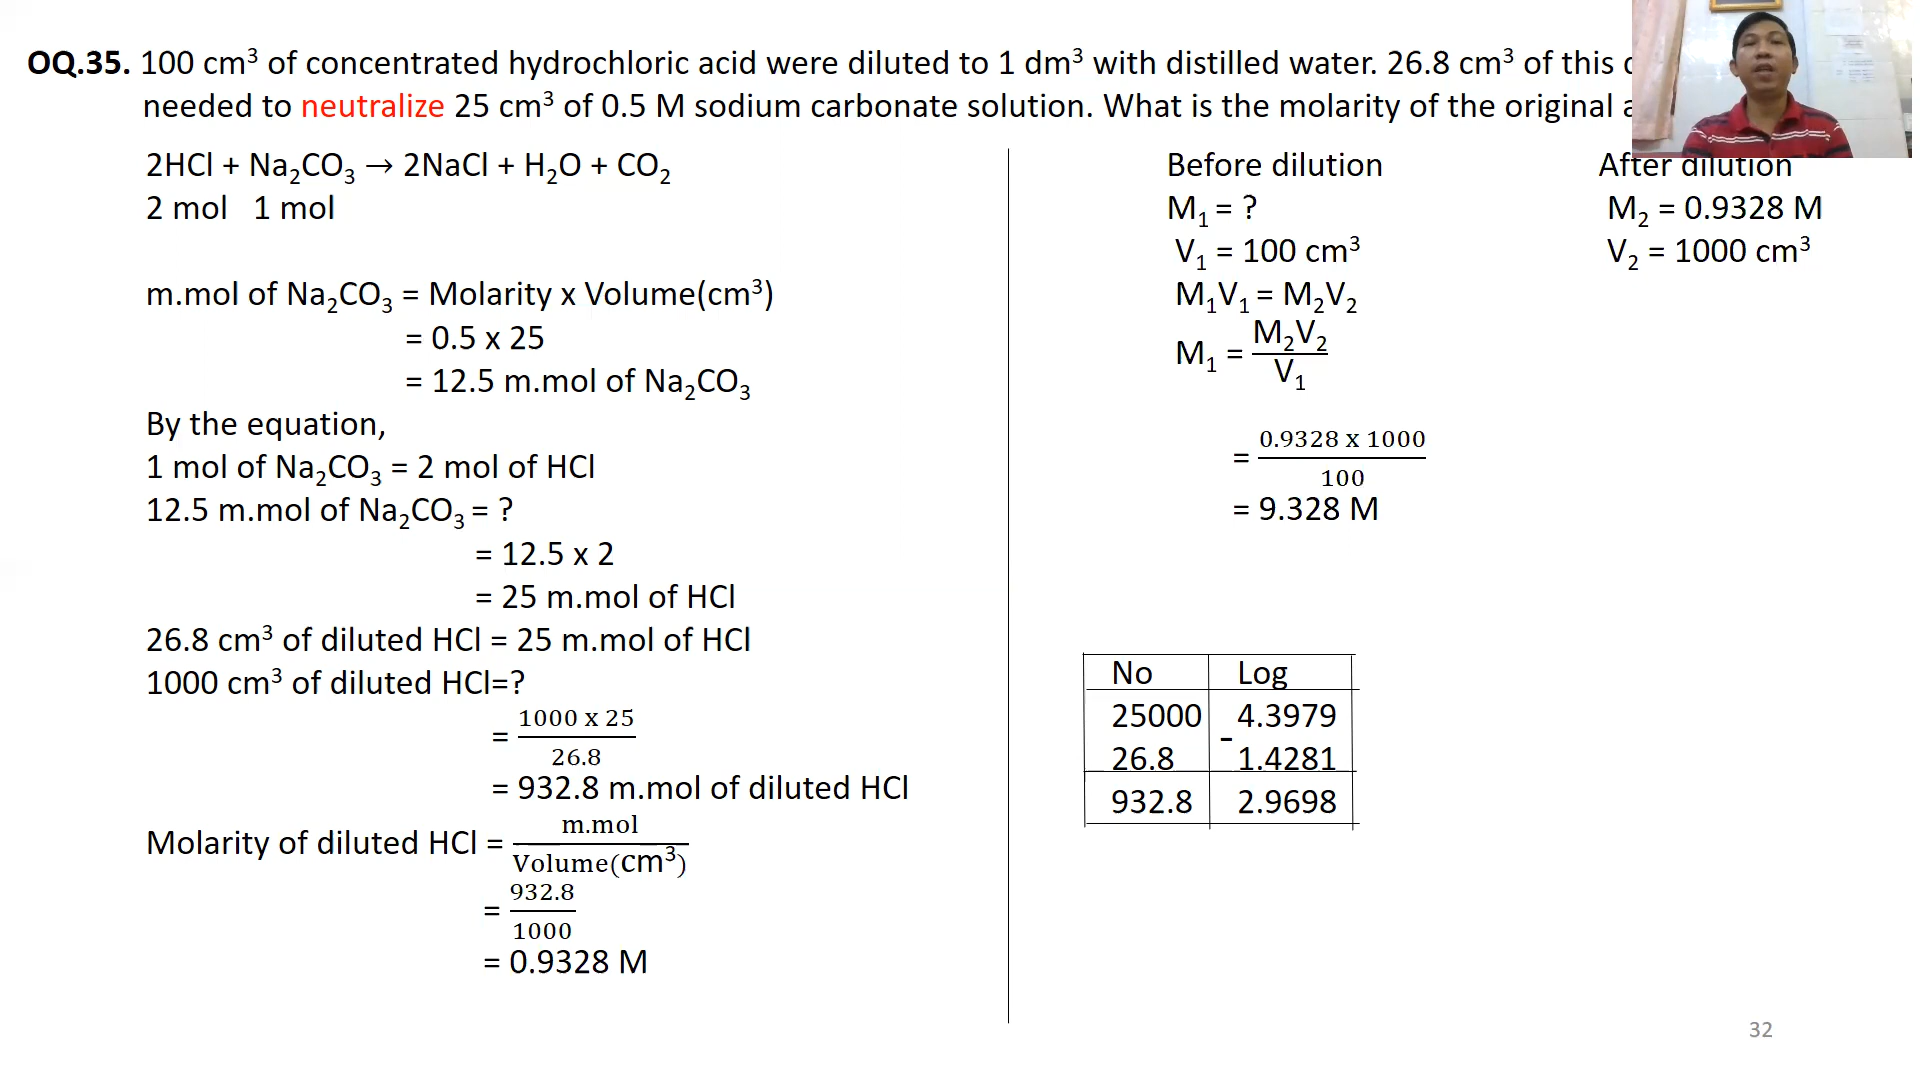 OQ.35. 100 cm³ of concentrated hydrochloric acid were diluted to 1 dm³ with distilled water. 26.8 cm³ of this
needed to neutralize 25 cm³ of 0.5 M sodium carbonate solution. What is the molarity of the original
2HCl + Na₂CO₃ → 2NaCl + H₂O + CO₂
2 mol 1 mol
m.mol of Na₂CO₃ = Molarity x Volume(cm³)
= 0.5 x 25
= 12.5 m.mol of Na₂CO₃
By the equation,
1 mol of Na₂CO₃ = 2 mol of HCl
12.5 m.mol of Na₂CO₃ = ?
= 12.5 x 2
= 25 m.mol of HCl
26.8 cm³ of diluted HCl = 25 m.mol of HCl
1000 cm³ of diluted HCl=?
= 1000 x 25
26.8
= 932.8 m.mol of diluted HCl
Molarity of diluted HCl = m.mol
Volume(cm³)
= 932.8
1000
= 0.9328 M
Before dilution After dilution
M₁ = ? M₂ = 0.9328 M
V₁ = 100 cm³ V₂ = 1000 cm³
M₁V₁ = M₂V₂
M₁ = M₂V₂
V₁
= 0.9328 x 1000
100
= 9.328 M
No Log
25000 4.3979
-
26.8 1.4281
932.8 2.9698
32